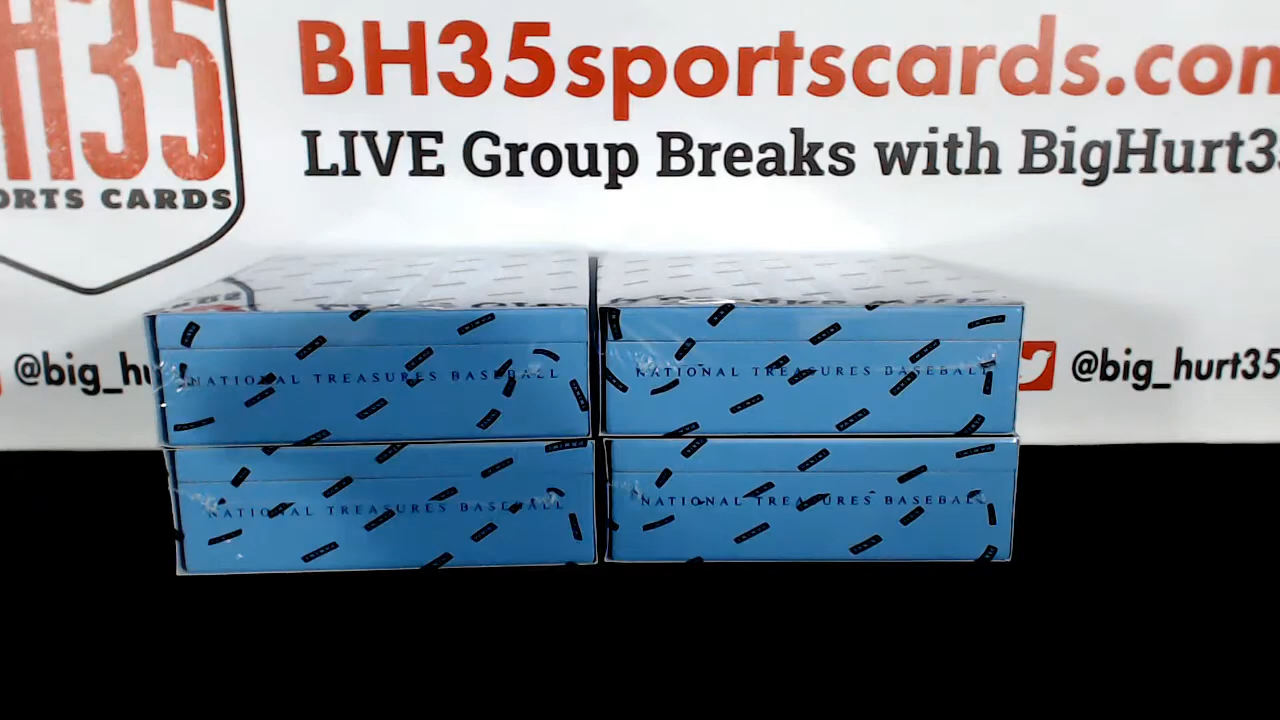 H35
ORTS CARDS
BH35sportscards.com
LIVE Group Breaks with BigHurt3
@big_hu
@big_hurt35
NATIONAL TREASURES BASEBALL
NATIONAL TREASURES BASEBALL
NATIONAL TREASURES BASEBALL
NATIONAL TREASURES BASEBALL